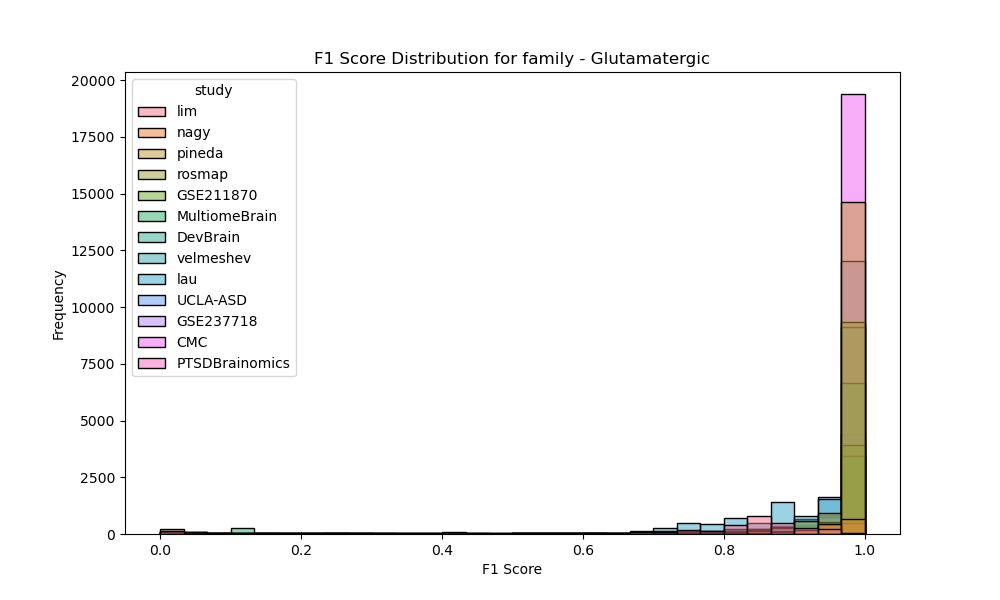 F1 Score Distribution for family - Glutamatergic
Frequency
20000
17500
15000
12500
10000
7500
5000
2500
0
study
lim
nagy
pineda
rosmap
GSE211870
MultiomeBrain
DevBrain
velmeshev
lau
UCLA-ASD
GSE237718
CMC
PTSDBrainomics
0.0
0.2
0.4
0.6
0.8
1.0
F1 Score